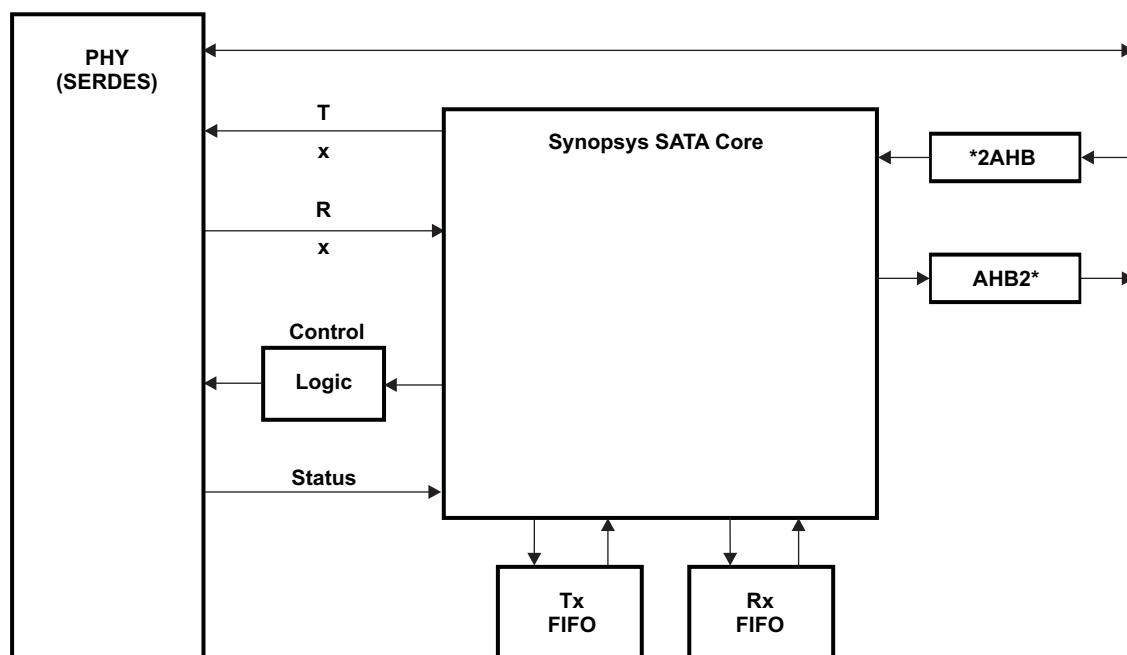 PHY
(SERDES)
T
x
Synopsys SATA Core
*2AHB
R
x
AHB2*
Control
Logic
Status
Tx
FIFO
Rx
FIFO